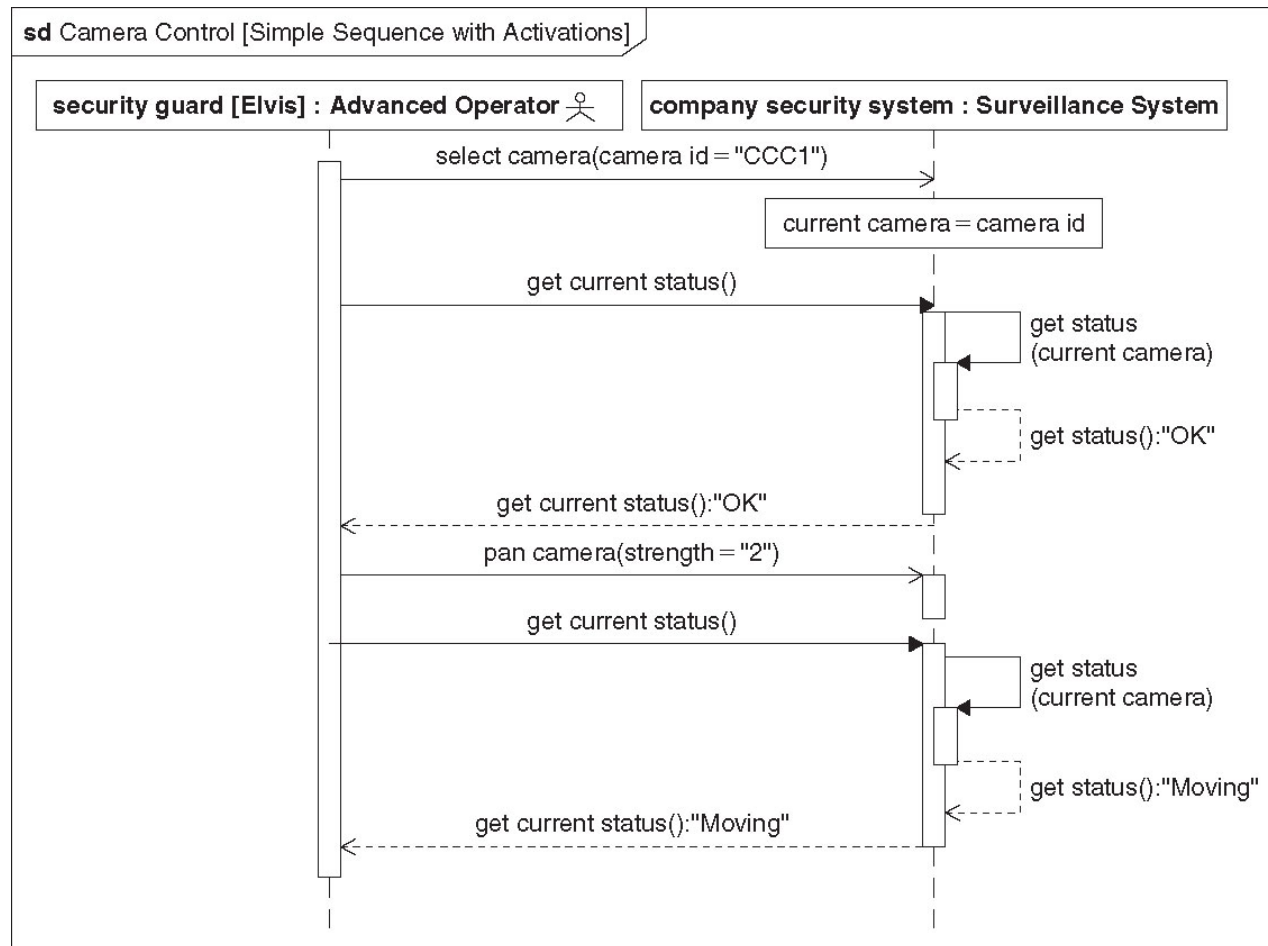 sd Camera Control [Simple Sequence with Activations]
security guard [Elvis] : Advanced Operator
company security system : Surveillance System
select camera(camera id="CCC1")
current camera=camera id
get current status()
get status
(current camera)
get status():"OK"
get current status():"OK"
pan camera(strength="2")
get current status()
get status
(current camera)
get status():"Moving"
get current status():"Moving"